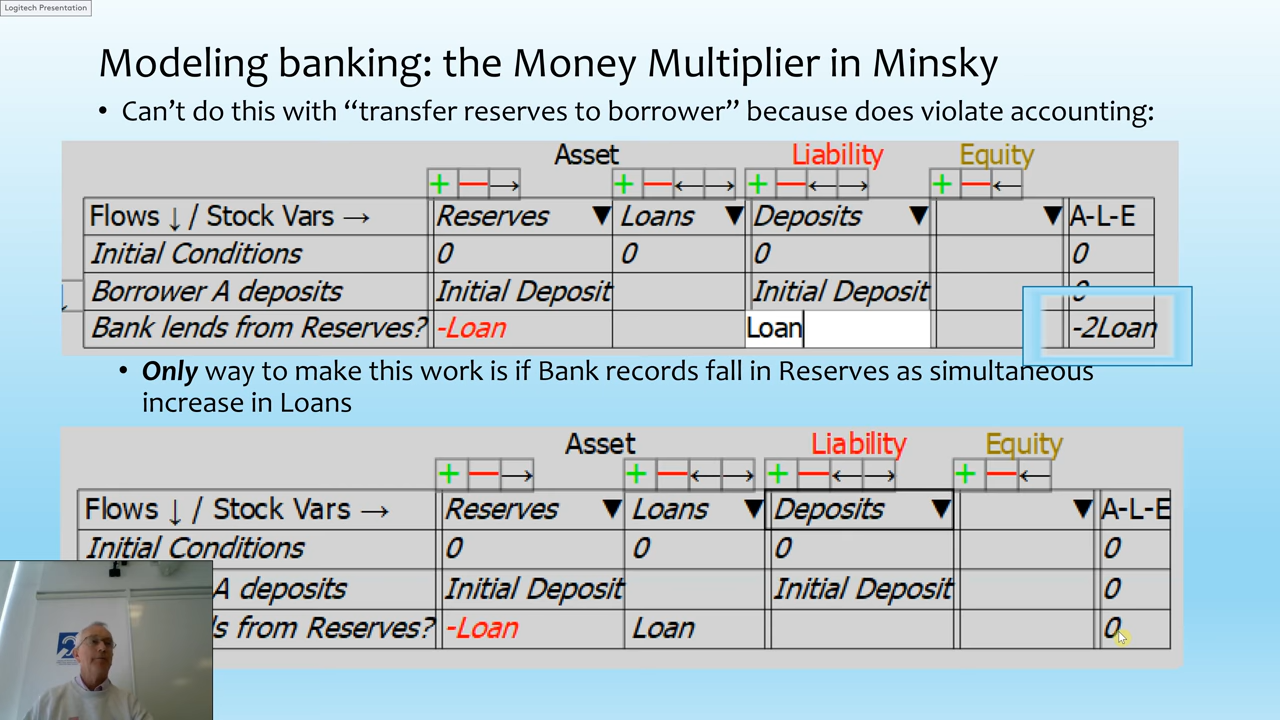 Logitech Presentation
Modeling banking: the Money Multiplier in Minsky
• Can't do this with “transfer reserves to borrower” because does violate accounting:
Asset Liability Equity
+ — → + — ← → + — ← → + — ←
Flows ↓ / Stock Vars → Reserves ▼ Loans ▼ Deposits ▼ ▼ A-L-E
Initial Conditions 0 0 0 0
Borrower A deposits Initial Deposit Initial Deposit 0
Bank lends from Reserves? -Loan Loan -2Loan
• Only way to make this work is if Bank records fall in Reserves as simultaneous
increase in Loans
Asset Liability Equity
+ — → + — ← → + — ← → + — ←
Flows ↓ / Stock Vars → Reserves ▼ Loans ▼ Deposits ▼ ▼ A-L-E
Initial Conditions 0 0 0 0
A deposits Initial Deposit Initial Deposit 0
s from Reserves? -Loan Loan 0